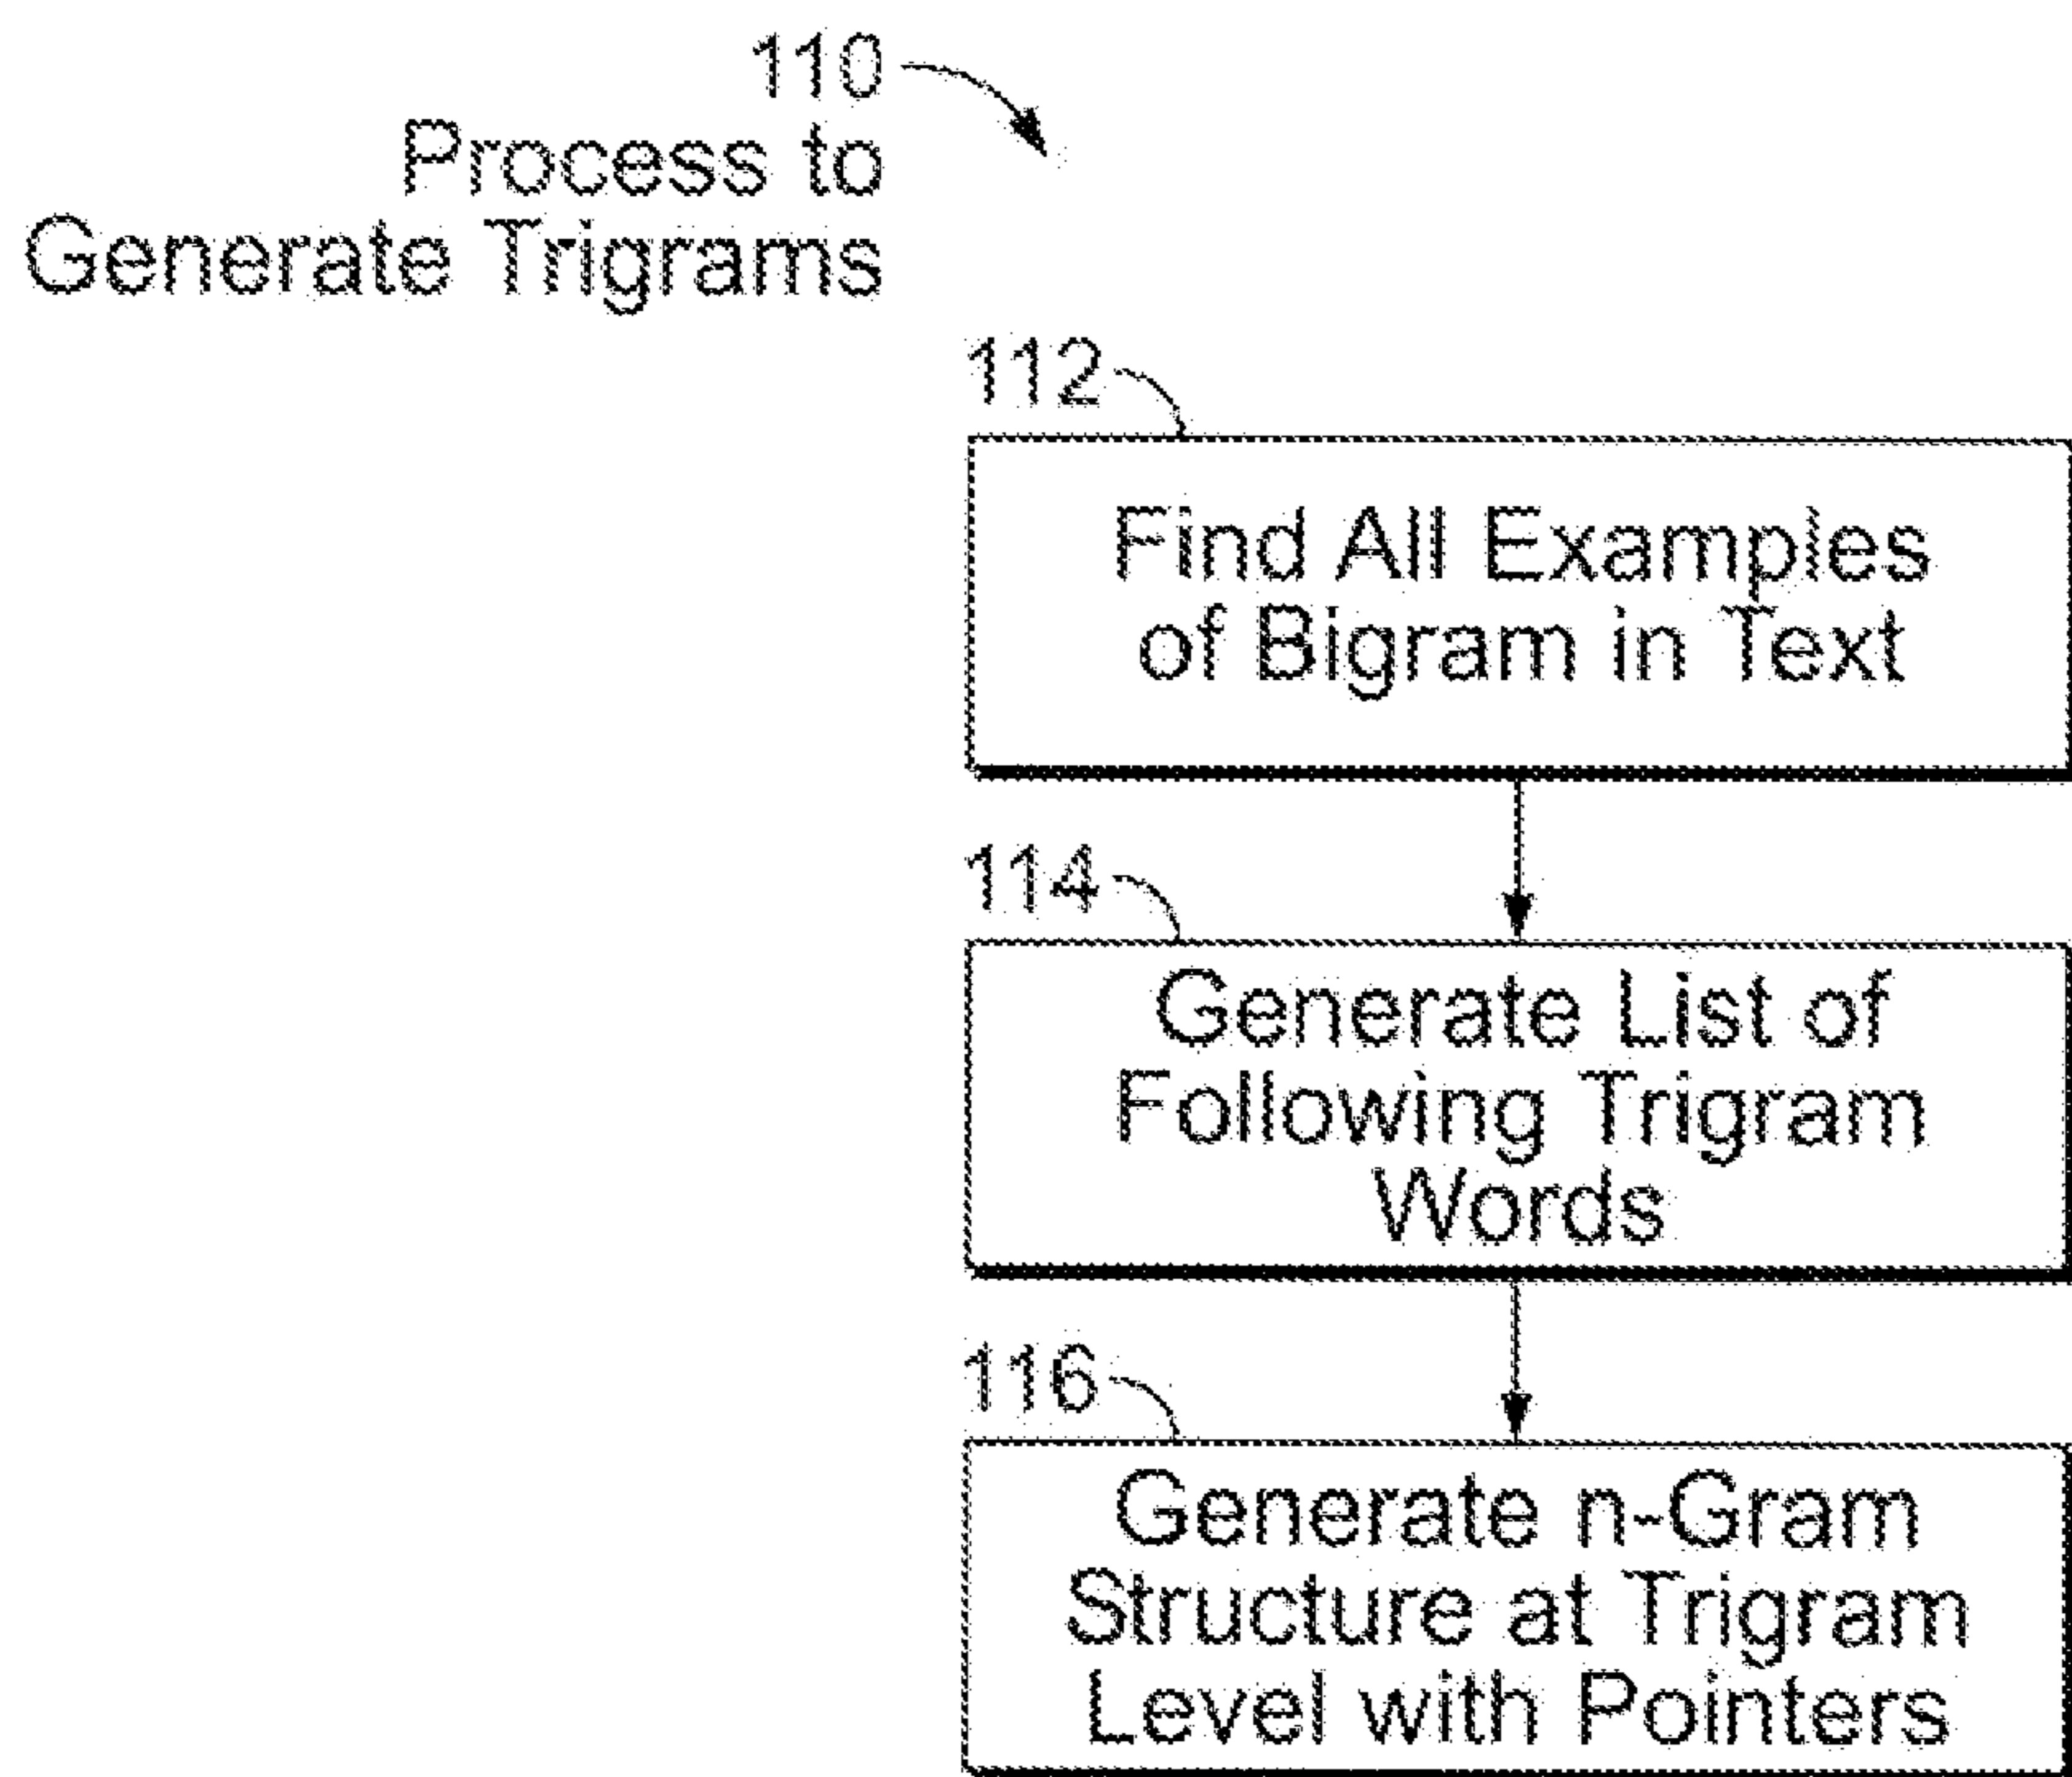 110
Process to
Generate Trigrams
112
Find All Examples
of Bigram in Text
114
Generate List of
Following Trigram
Words
116
Generate n-Gram
Structure at Trigram
Level with Pointers